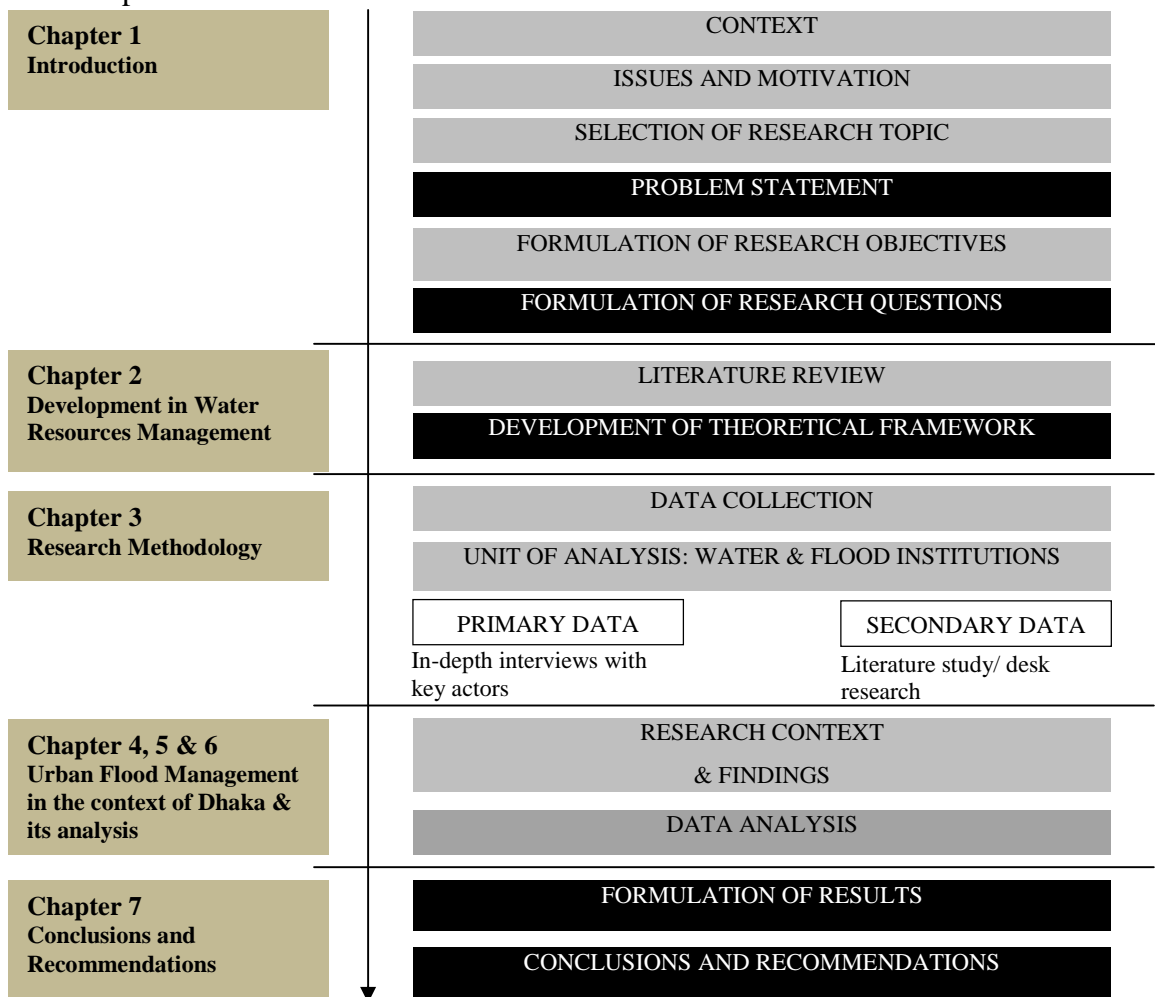 Chapter 1
Introduction
CONTEXT
ISSUES AND MOTIVATION
SELECTION OF RESEARCH TOPIC
PROBLEM STATEMENT
FORMULATION OF RESEARCH OBJECTIVES
FORMULATION OF RESEARCH QUESTIONS
Chapter 2
Development in Water
Resources Management
LITERATURE REVIEW
DEVELOPMENT OF THEORETICAL FRAMEWORK
Chapter 3
Research Methodology
DATA COLLECTION
UNIT OF ANALYSIS: WATER & FLOOD INSTITUTIONS
PRIMARY DATA
In-depth interviews with
key actors
SECONDARY DATA
Literature study/ desk
research
Chapter 4, 5 & 6
Urban Flood Management
in the context of Dhaka &
its analysis
RESEARCH CONTEXT
& FINDINGS
DATA ANALYSIS
Chapter 7
Conclusions and
Recommendations
FORMULATION OF RESULTS
CONCLUSIONS AND RECOMMENDATIONS